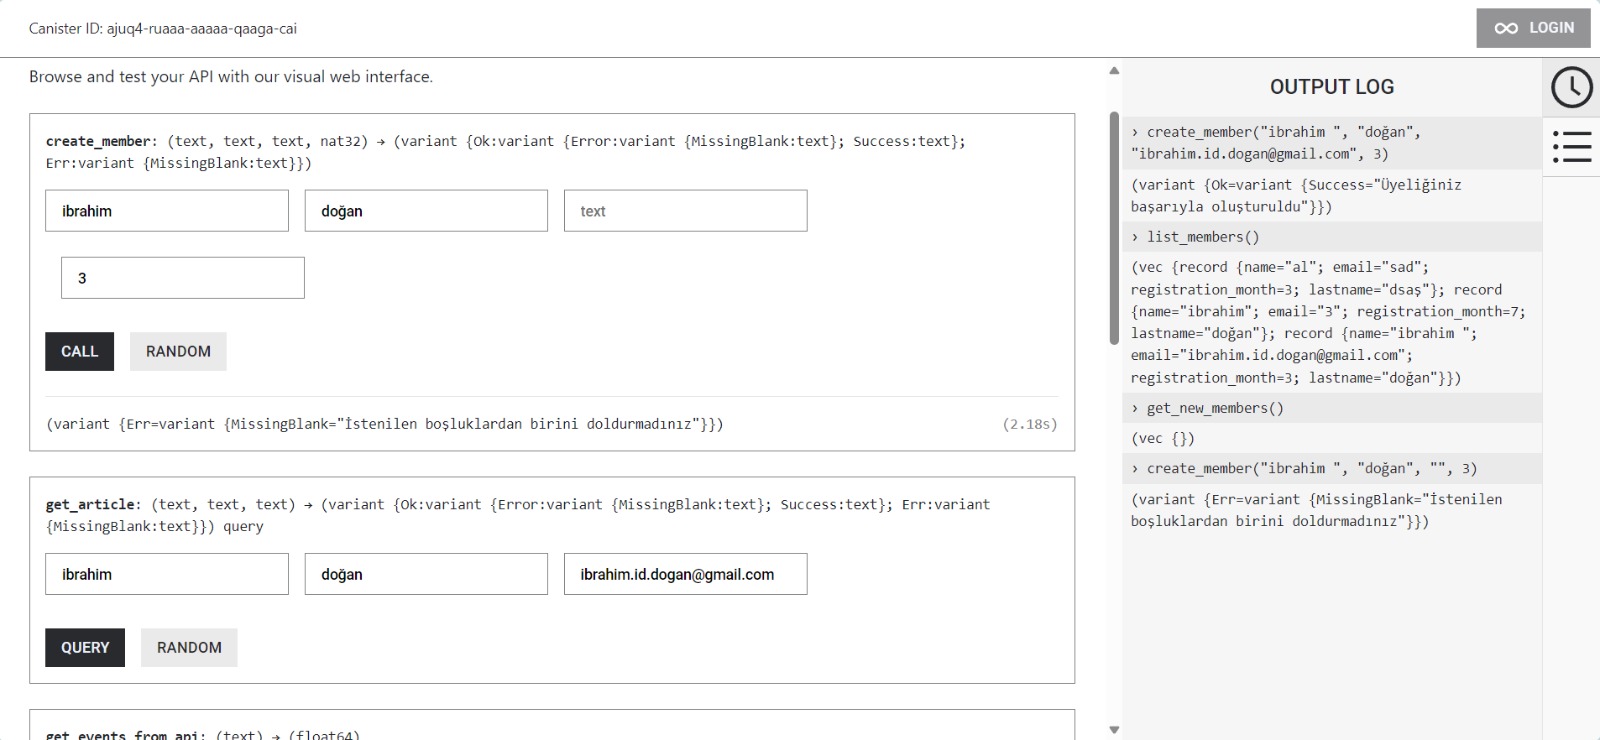 Canister ID: ajuq4-ruaaa-aaaaa-qaaga-cai
LOGIN
Browse and test your API with our visual web interface.
create_member: (text, text, text, nat32) → (variant {Ok:variant {Error:variant {MissingBlank:text}; Success:text};
Err:variant {MissingBlank:text}})
ibrahim
doğan
text
3
CALL
RANDOM
(variant {Err=variant {MissingBlank="İstenilen boşluklardan birini doldurmadınız"}})
(2.18s)
get_article: (text, text, text) → (variant {Ok:variant {Error:variant {MissingBlank:text}; Success:text}; Err:variant
{MissingBlank:text}}) query
ibrahim
doğan
ibrahim.id.dogan@gmail.com
QUERY
RANDOM
get_events_from_api: (text) → (float64)
OUTPUT LOG
› create_member("ibrahim ", "doğan",
"ibrahim.id.dogan@gmail.com", 3)
(variant {Ok=variant {Success="Üyeliğiniz
başarıyla oluşturuldu"}})
› list_members()
(vec {record {name="al"; email="sad";
registration_month=3; lastname="dsaş"}; record
{name="ibrahim"; email="3"; registration_month=7;
lastname="doğan"}; record {name="ibrahim ";
email="ibrahim.id.dogan@gmail.com";
registration_month=3; lastname="doğan"}})
› get_new_members()
(vec {})
› create_member("ibrahim ", "doğan", "", 3)
(variant {Err=variant {MissingBlank="İstenilen
boşluklardan birini doldurmadınız"}})